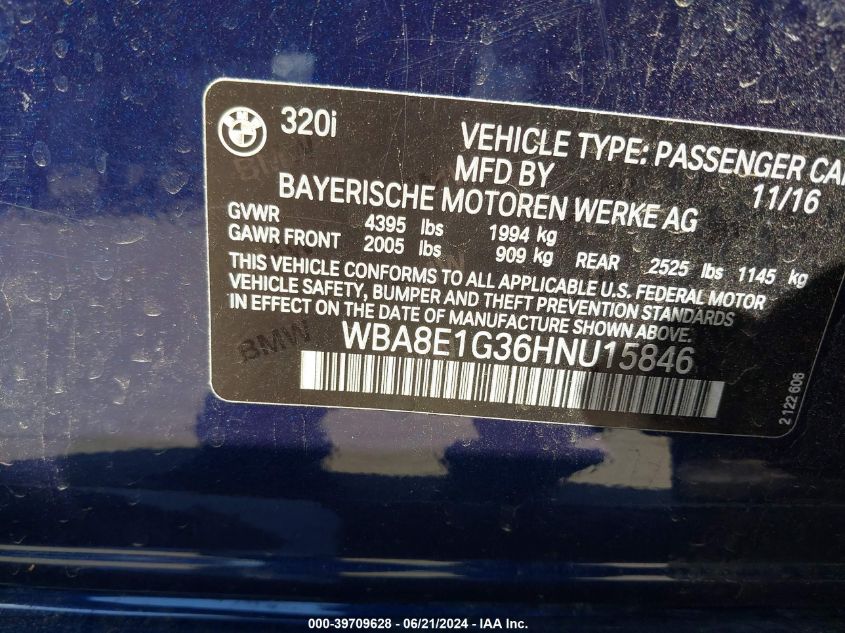 BMW
320i
VEHICLE TYPE: PASSENGER CAR
MFD BY
11/16
BAYERISCHE MOTOREN WERKE AG
GVWR 4395 lbs 1994 kg
GAWR FRONT 2005 lbs 909 kg REAR 2525 lbs 1145 kg
THIS VEHICLE CONFORMS TO ALL APPLICABLE U.S. FEDERAL MOTOR
VEHICLE SAFETY, BUMPER AND THEFT PREVENTION STANDARDS
IN EFFECT ON THE DATE OF MANUFACTURE SHOWN ABOVE.
BMW
WBA8E1G36HNU15846
2 122 606
000-39709628 - 06/21/2024 - IAA Inc.